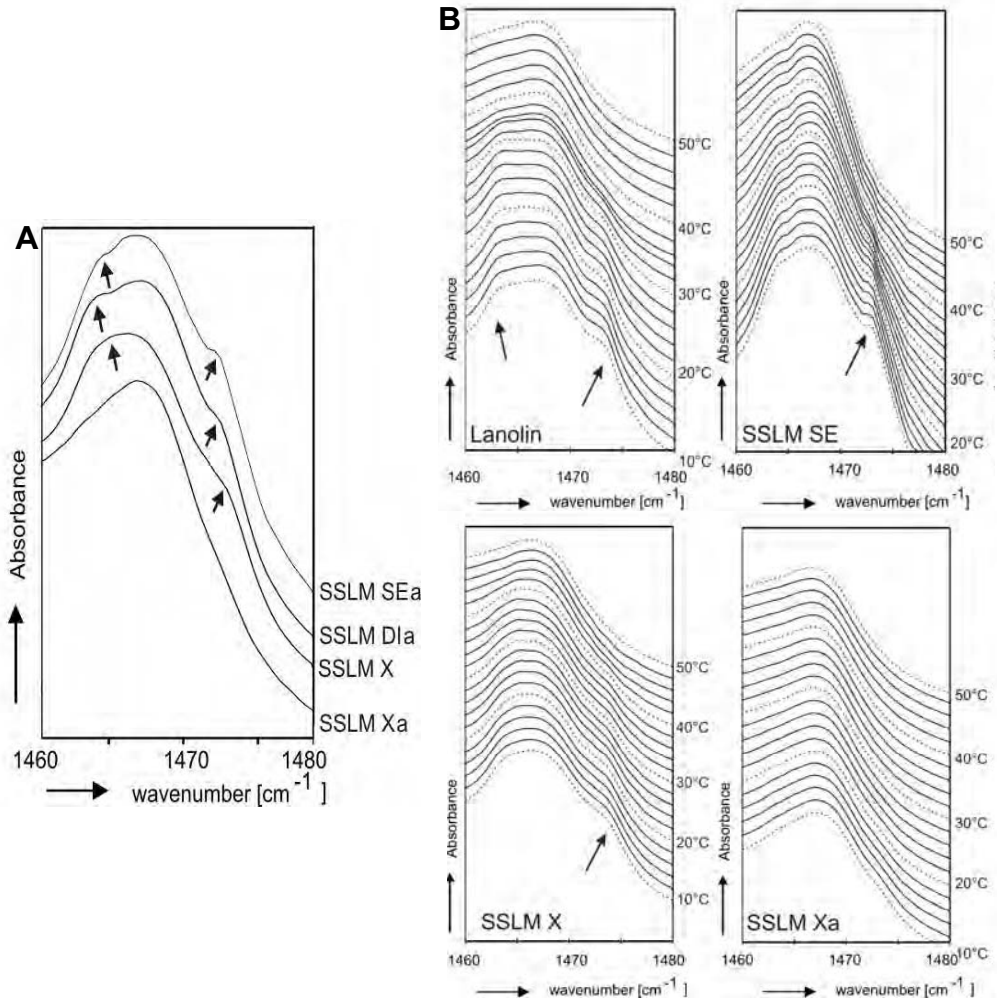 A
Absorbance
SSLM SEa
SSLM DIa
SSLM X
SSLM Xa
1460
1470
1480
wavenumber [cm-1 ]
B
Absorbance
50°C
40°C
30°C
20°C
10°C
Lanolin
1460
1470
1480
wavenumber [cm-1]
Absorbance
50°C
40°C
30°C
20°C
SSLM SE
1460
1470
1480
wavenumber [cm-1]
Absorbance
50°C
40°C
30°C
20°C
10°C
SSLM X
1460
1470
1480
wavenumber [cm-1]
Absorbance
50°C
40°C
30°C
20°C
10°C
SSLM Xa
1460
1470
1480
wavenumber [cm-1]